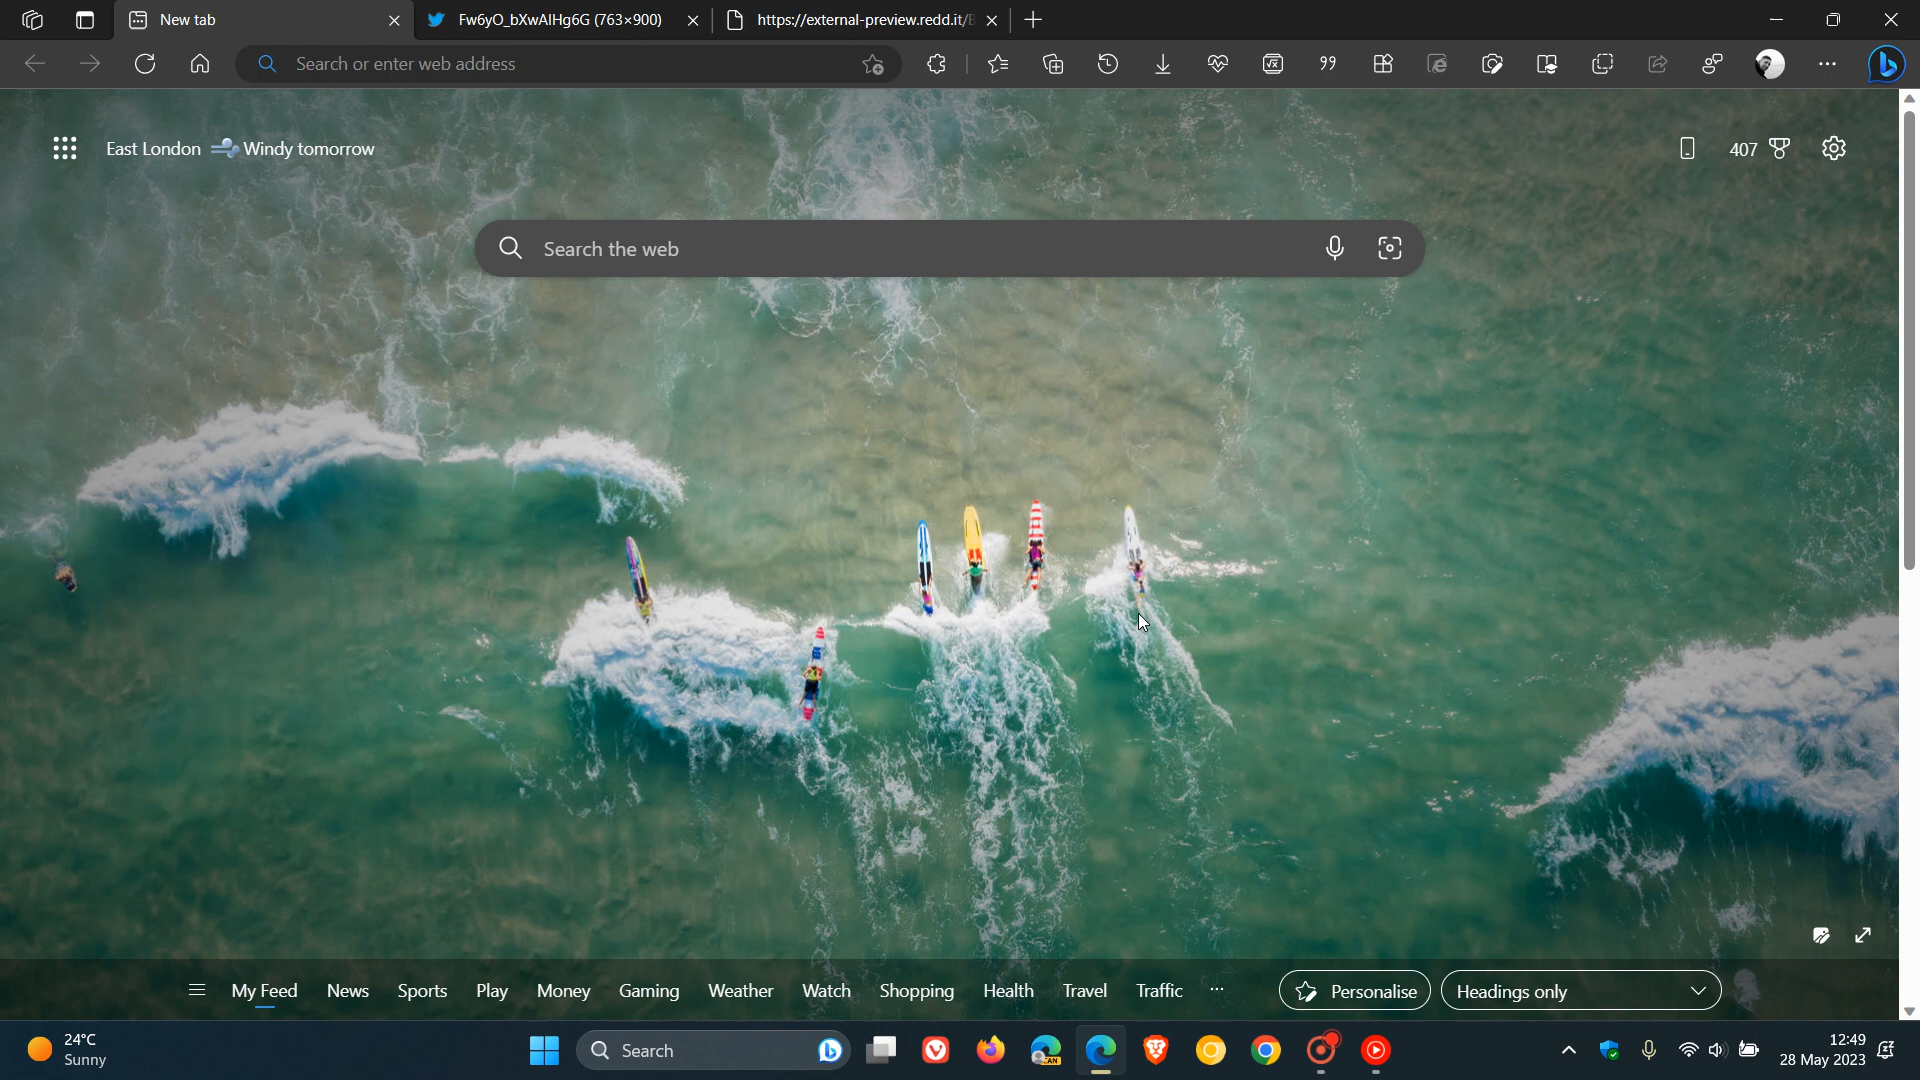 New tab
Fw6yO_bXwAIHg6G (763×900)
https://external-preview.redd.it/
Search or enter web address
East London
Windy tomorrow
407
Search the web
My Feed
News
Sports
Play
Money
Gaming
Weather
Watch
Shopping
Health
Travel
Traffic
Personalise
Headings only
24°C
Sunny
Search
CAN
12:49
28 May 2023